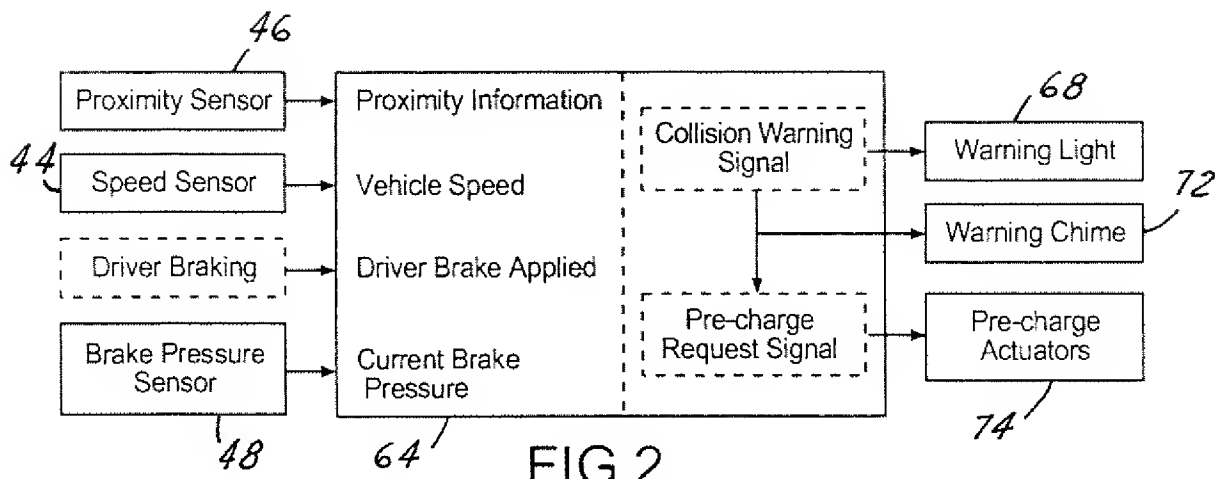 46
Proximity Sensor
Proximity Information
68
Collision Warning
Signal
Warning Light
44
Speed Sensor
Vehicle Speed
72
Warning Chime
Driver Braking
Driver Brake Applied
Pre-charge
Request Signal
Pre-charge
Actuators
Brake Pressure
Sensor
Current Brake
Pressure
48
64
74
FIG.2